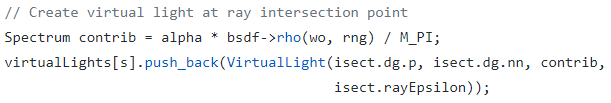 // Create virtual light at ray intersection point
Spectrum contrib = alpha * bsdf->rho(wo, rng) / M_PI;
virtualLights[s].push_back(VirtualLight(isect.dg.p, isect.dg.nn, contrib,
                                        isect.rayEpsilon));